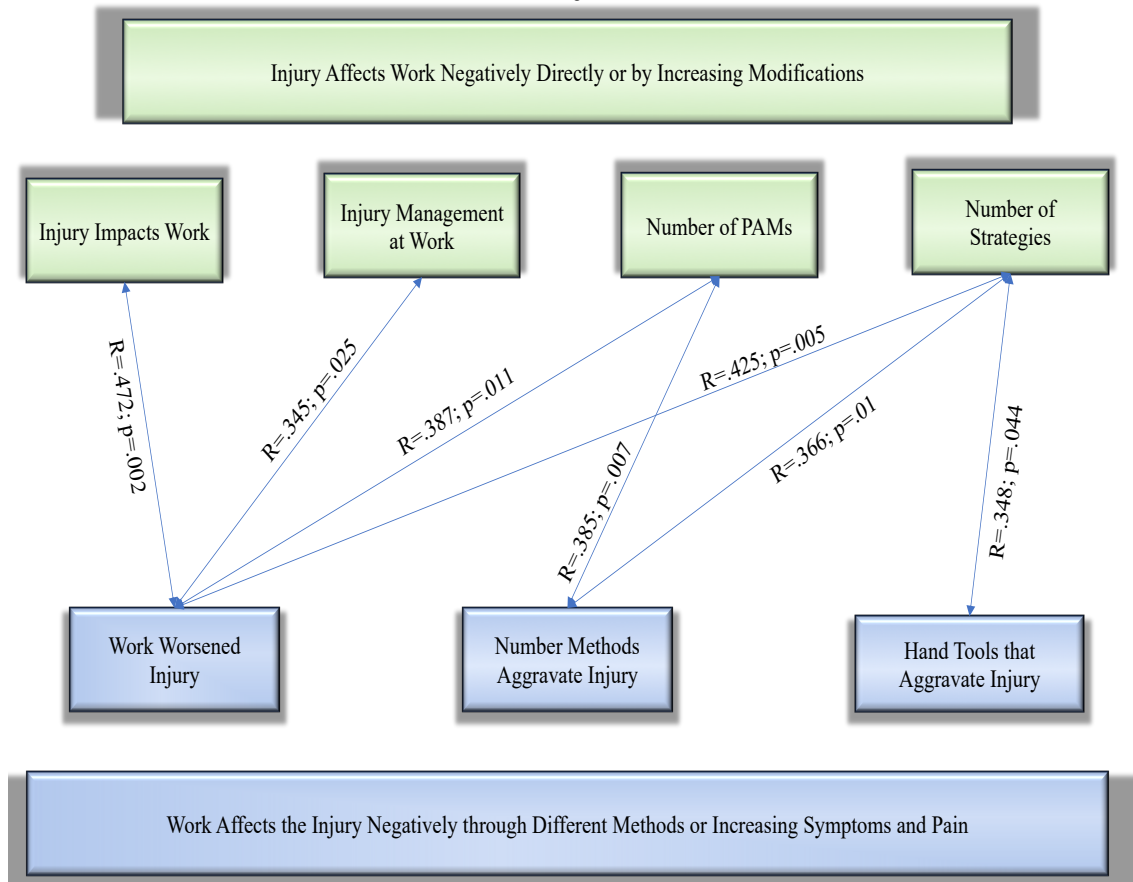 Injury Affects Work Negatively Directly or by Increasing Modifications
Injury Impacts Work
Injury Management
at Work
Number of PAMs
Number of
Strategies
R=.472; p=.002
R=.345; p=.025
R=.387; p=.011
R=.385; p=.007
R=.425; p=.005
R=.366; p=.01
R=.348; p=.044
Work Worsened
Injury
Number Methods
Aggravate Injury
Hand Tools that
Aggravate Injury
Work Affects the Injury Negatively through Different Methods or Increasing Symptoms and Pain